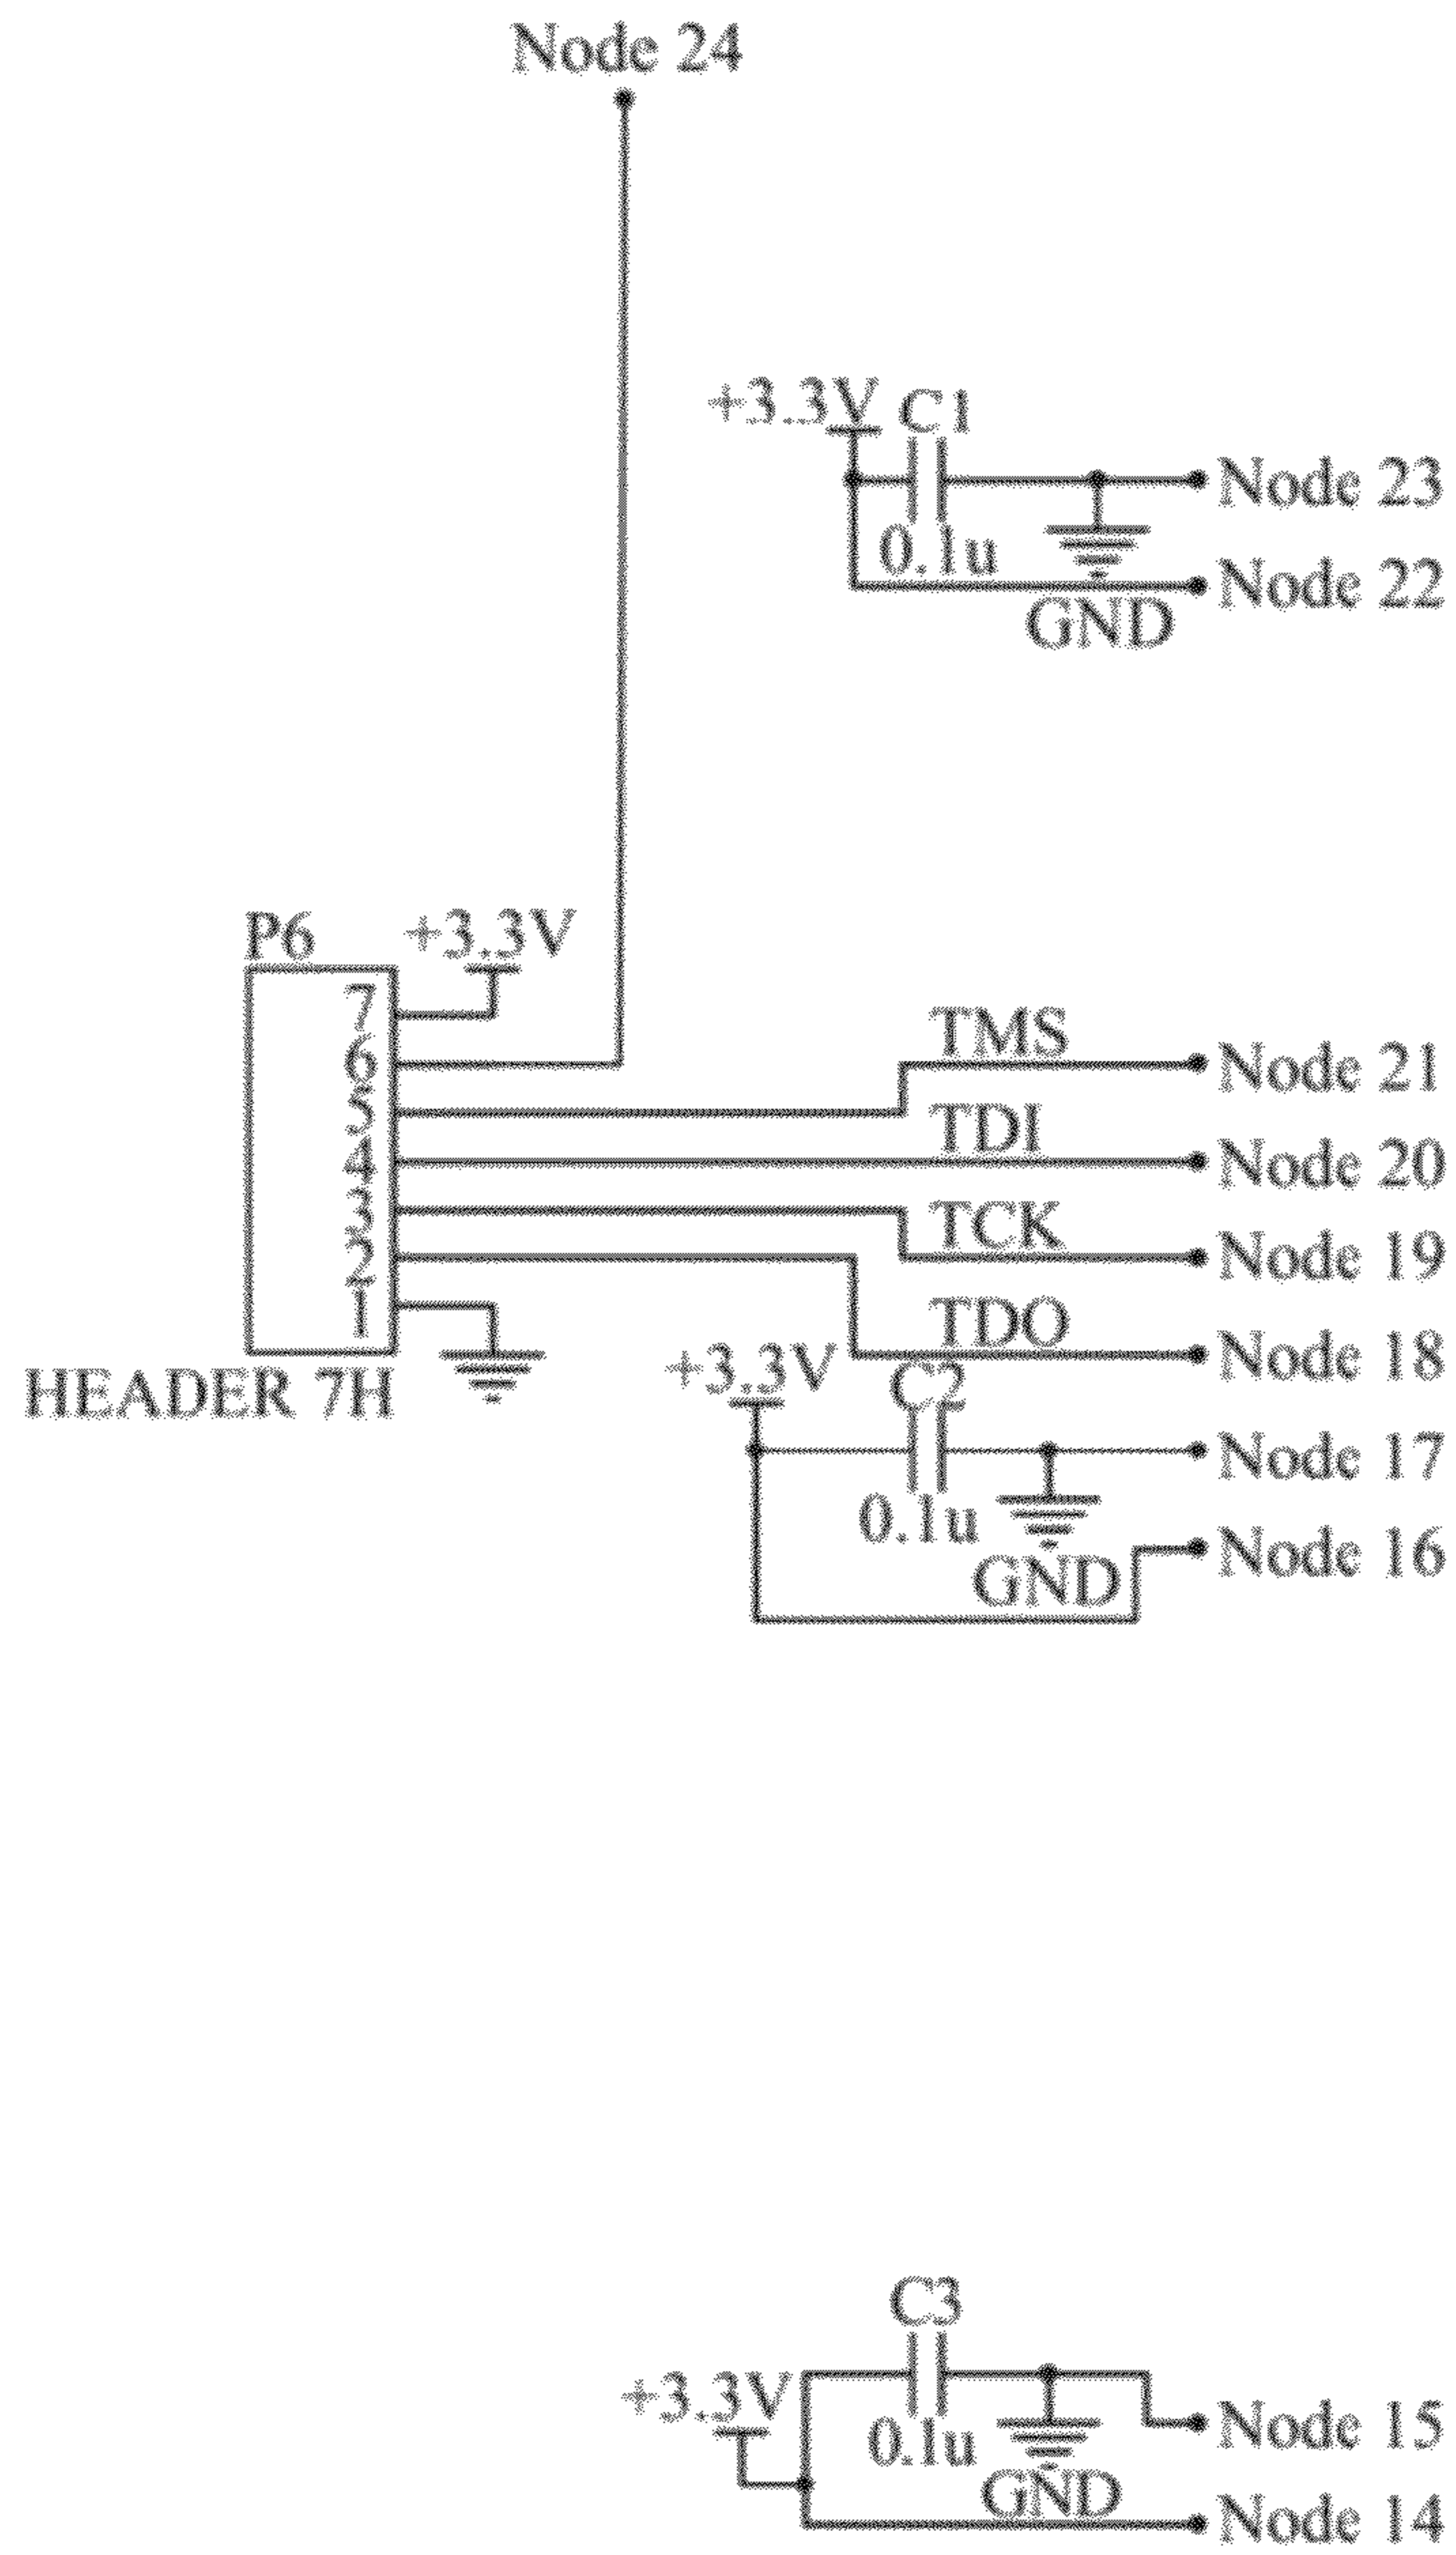 Node 24
+3.3V C1
Node 23
0.1u
Node 22
GND
P6 +3.3V
7
6
5
4
3
2
1
TMS
Node 21
TDI
Node 20
TCK
Node 19
TDO
Node 18
HEADER 7H
+3.3V C2
Node 17
0.1u
Node 16
GND
C3
+3.3V
0.1u
Node 15
GND
Node 14